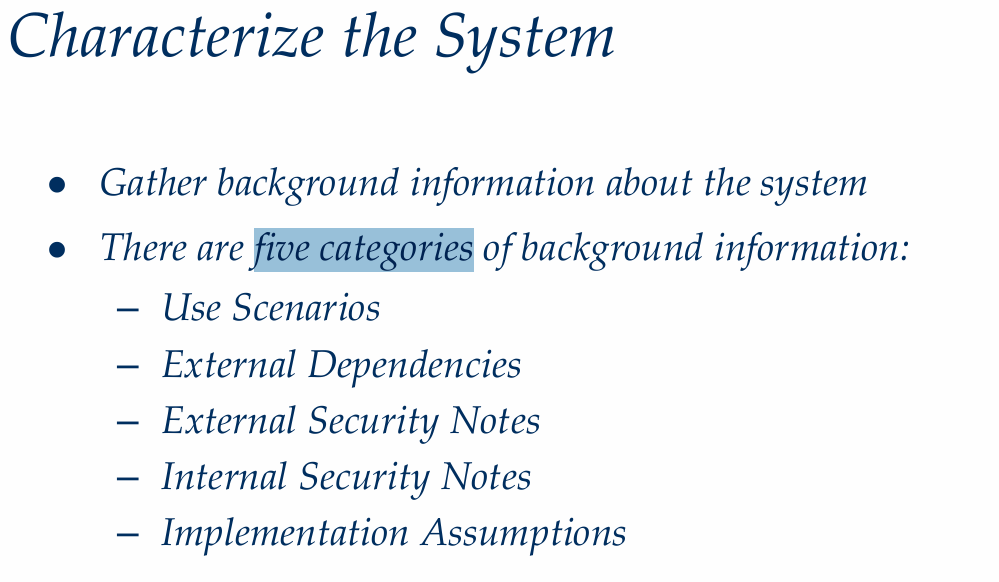 Characterize the System
● Gather background information about the system
● There are five categories of background information:
– Use Scenarios
– External Dependencies
– External Security Notes
– Internal Security Notes
– Implementation Assumptions